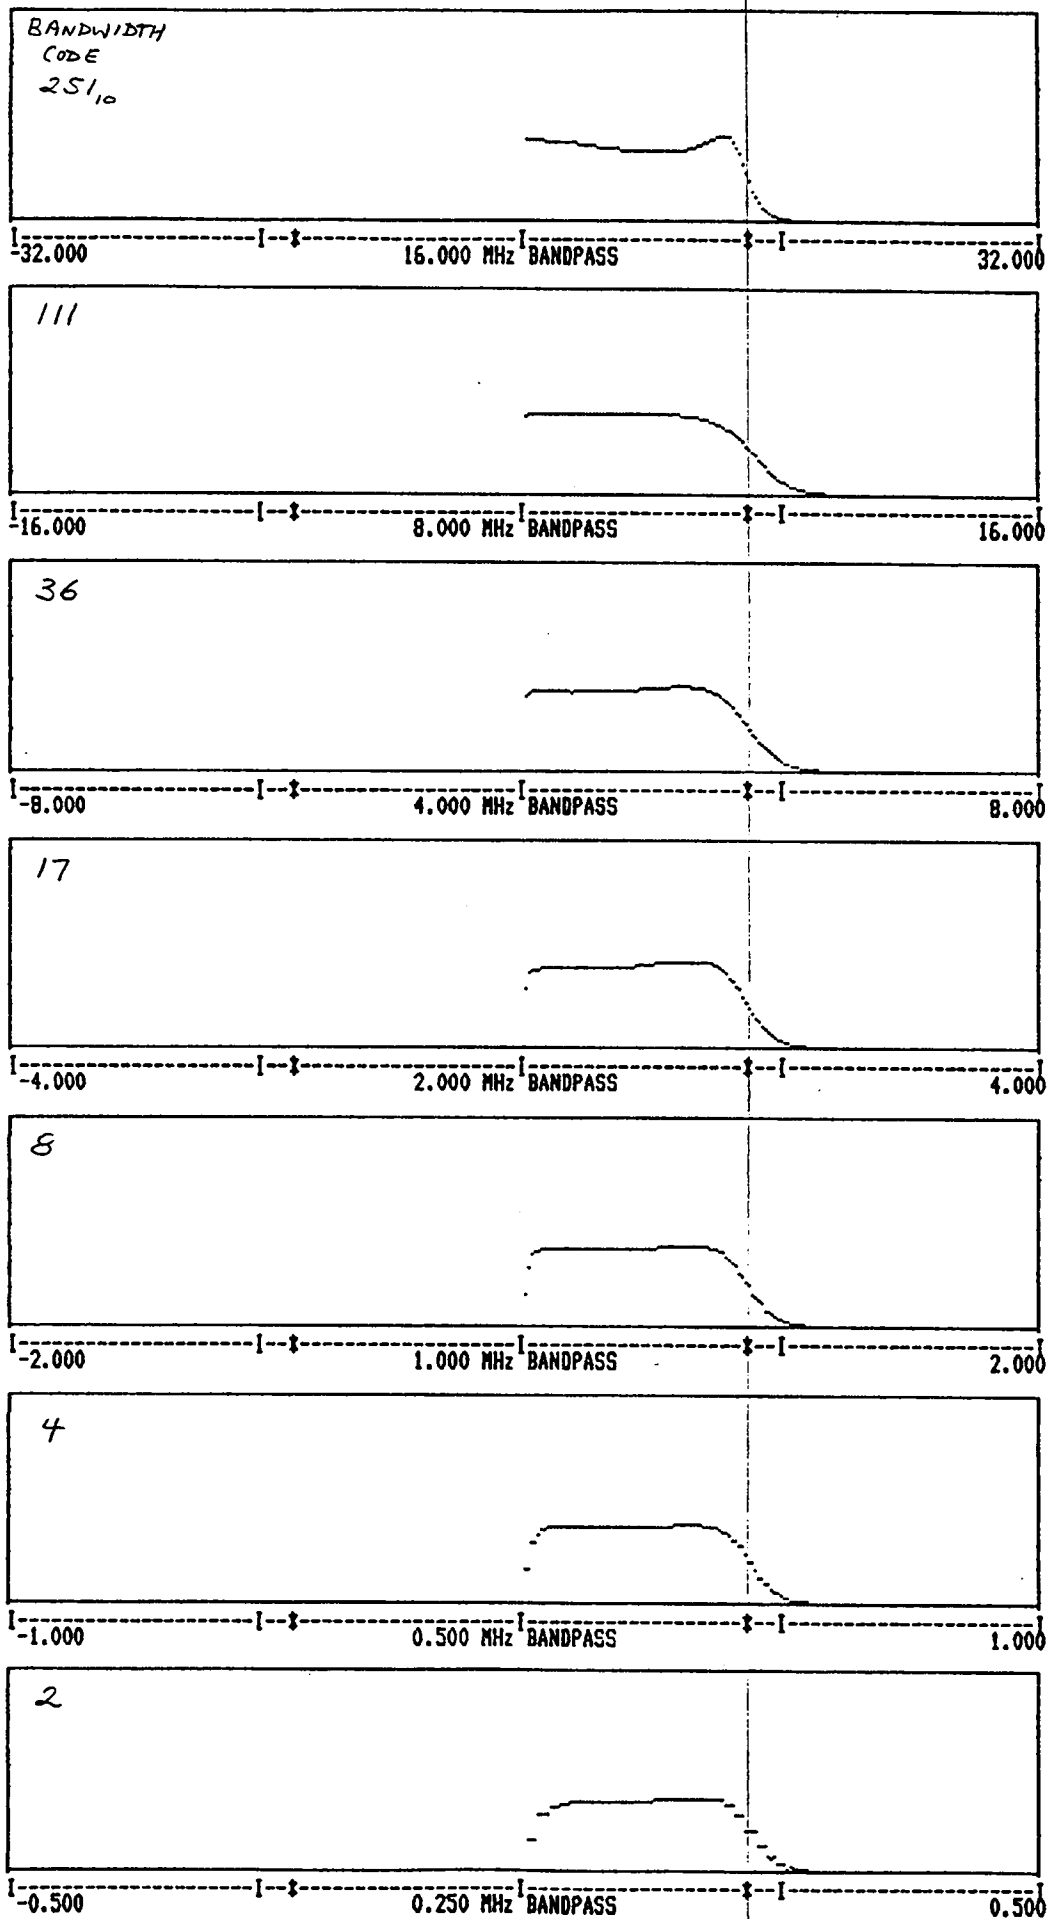 BANDWIDTH
CODE
251₁₀
-32.000 16.000 MHz BANDPASS 32.000
111
-16.000 8.000 MHz BANDPASS 16.000
36
-8.000 4.000 MHz BANDPASS 8.000
17
-4.000 2.000 MHz BANDPASS 4.000
8
-2.000 1.000 MHz BANDPASS 2.000
4
-1.000 0.500 MHz BANDPASS 1.000
2
-0.500 0.250 MHz BANDPASS 0.500